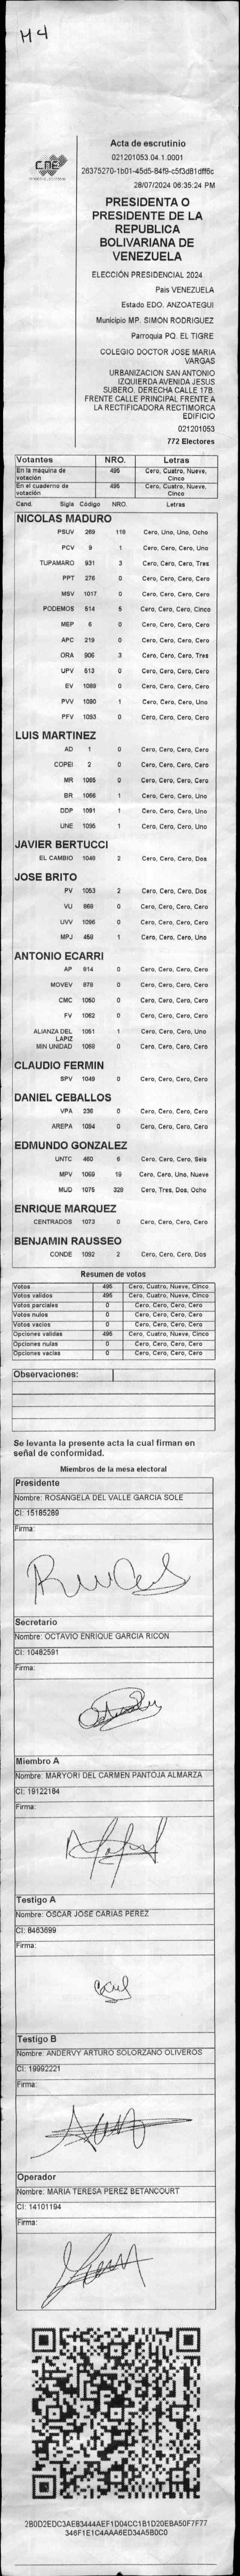 H4
CNE
Acta de escrutinio
021201053.04.1.0001
26375270-1b01-45d5-84f9-c5f3d81dff6c
28/07/2024 06:35:24 PM
PRESIDENTA O
PRESIDENTE DE LA
REPUBLICA
BOLIVARIANA DE
VENEZUELA
ELECCIÓN PRESIDENCIAL 2024
País VENEZUELA
Estado EDO. ANZOATEGUI
Municipio MP. SIMON RODRIGUEZ
Parroquia PQ. EL TIGRE
COLEGIO DOCTOR JOSE MARIA
VARGAS
URBANIZACION SAN ANTONIO
IZQUIERDA AVENIDA JESUS
SUBERO. DERECHA CALLE 17B.
FRENTE CALLE PRINCIPAL FRENTE A
LA RECTIFICADORA RECTIMORCA
EDIFICIO
021201053
772 Electores
Votantes NRO. Letras
En la máquina de votación 495 Cero, Cuatro, Nueve, Cinco
En el cuaderno de votación 495 Cero, Cuatro, Nueve, Cinco
Cand. Sigla Código NRO. Letras
NICOLAS MADURO
PSUV 269 118 Cero, Uno, Uno, Ocho
PCV 9 1 Cero, Cero, Cero, Uno
TUPAMARO 931 3 Cero, Cero, Cero, Tres
PPT 276 0 Cero, Cero, Cero, Cero
MSV 1017 0 Cero, Cero, Cero, Cero
PODEMOS 514 5 Cero, Cero, Cero, Cinco
MEP 6 0 Cero, Cero, Cero, Cero
APC 219 0 Cero, Cero, Cero, Cero
ORA 906 3 Cero, Cero, Cero, Tres
UPV 513 0 Cero, Cero, Cero, Cero
EV 1089 0 Cero, Cero, Cero, Cero
PVV 1090 1 Cero, Cero, Cero, Uno
PFV 1093 0 Cero, Cero, Cero, Cero
LUIS MARTINEZ
AD 1 0 Cero, Cero, Cero, Cero
COPEI 2 0 Cero, Cero, Cero, Cero
MR 1065 0 Cero, Cero, Cero, Cero
BR 1066 1 Cero, Cero, Cero, Uno
DDP 1091 1 Cero, Cero, Cero, Uno
UNE 1095 1 Cero, Cero, Cero, Uno
JAVIER BERTUCCI
EL CAMBIO 1046 2 Cero, Cero, Cero, Dos
JOSE BRITO
PV 1053 2 Cero, Cero, Cero, Dos
VU 868 0 Cero, Cero, Cero, Cero
UVV 1096 0 Cero, Cero, Cero, Cero
MPJ 458 1 Cero, Cero, Cero, Uno
ANTONIO ECARRI
AP 914 0 Cero, Cero, Cero, Cero
MOVEV 978 0 Cero, Cero, Cero, Cero
CMC 1050 0 Cero, Cero, Cero, Cero
FV 1062 0 Cero, Cero, Cero, Cero
ALIANZA DEL LAPIZ 1051 1 Cero, Cero, Cero, Uno
MIN UNIDAD 1068 0 Cero, Cero, Cero, Cero
CLAUDIO FERMIN
SPV 1049 0 Cero, Cero, Cero, Cero
DANIEL CEBALLOS
VPA 236 0 Cero, Cero, Cero, Cero
AREPA 1094 0 Cero, Cero, Cero, Cero
EDMUNDO GONZALEZ
UNTC 460 6 Cero, Cero, Cero, Seis
MPV 1069 19 Cero, Cero, Uno, Nueve
MUD 1075 328 Cero, Tres, Dos, Ocho
ENRIQUE MARQUEZ
CENTRADOS 1073 0 Cero, Cero, Cero, Cero
BENJAMIN RAUSSEO
CONDE 1092 2 Cero, Cero, Cero, Dos
Resumen de votos
Votos 495 Cero, Cuatro, Nueve, Cinco
Votos validos 495 Cero, Cuatro, Nueve, Cinco
Votos parciales 0 Cero, Cero, Cero, Cero
Votos nulos 0 Cero, Cero, Cero, Cero
Votos vacios 0 Cero, Cero, Cero, Cero
Opciones validas 495 Cero, Cuatro, Nueve, Cinco
Opciones nulas 0 Cero, Cero, Cero, Cero
Opciones vacias 0 Cero, Cero, Cero, Cero
Observaciones:
Se levanta la presente acta la cual firman en
señal de conformidad.
Miembros de la mesa electoral
Presidente
Nombre: ROSANGELA DEL VALLE GARCIA SOLE
CI: 15185289
Firma:
Secretario
Nombre: OCTAVIO ENRIQUE GARCIA RICON
CI: 10482591
Firma:
Miembro A
Nombre: MARYORI DEL CARMEN PANTOJA ALMARZA
CI: 19122184
Firma:
Testigo A
Nombre: OSCAR JOSE CARIAS PEREZ
CI: 8463699
Firma:
Testigo B
Nombre: ANDERVY ARTURO SOLORZANO OLIVEROS
CI: 19992221
Firma:
Operador
Nombre: MARIA TERESA PEREZ BETANCOURT
CI: 14101194
Firma:
2B0D2EDC3AE83444AEF1D04CC1B1D20EBA50F7F77
346F1E1C4AAA6ED34A5B0C0